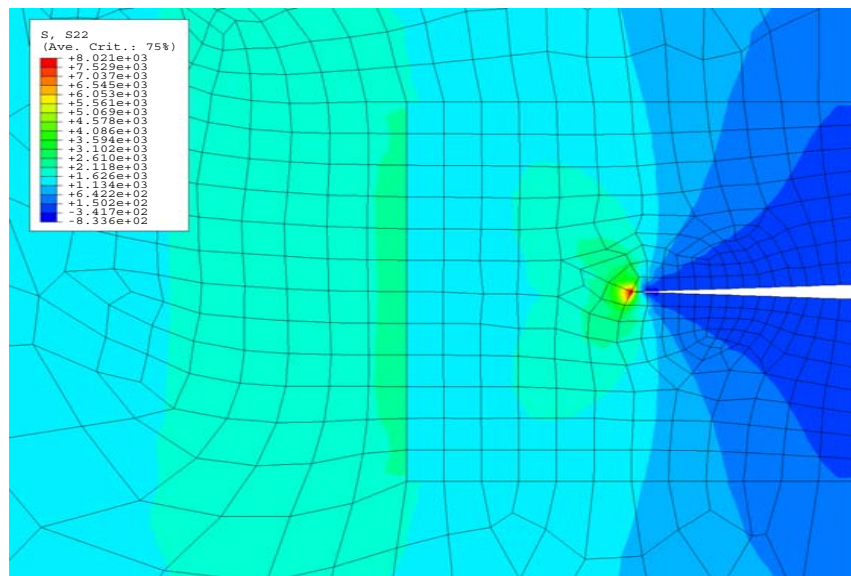 S, S22
(Ave. Crit.: 75%)
+8.021e+03
+7.529e+03
+7.037e+03
+6.545e+03
+6.053e+03
+5.561e+03
+5.069e+03
+4.578e+03
+4.086e+03
+3.594e+03
+3.102e+03
+2.610e+03
+2.118e+03
+1.626e+03
+1.134e+03
+6.422e+02
+1.502e+02
-3.417e+02
-8.336e+02